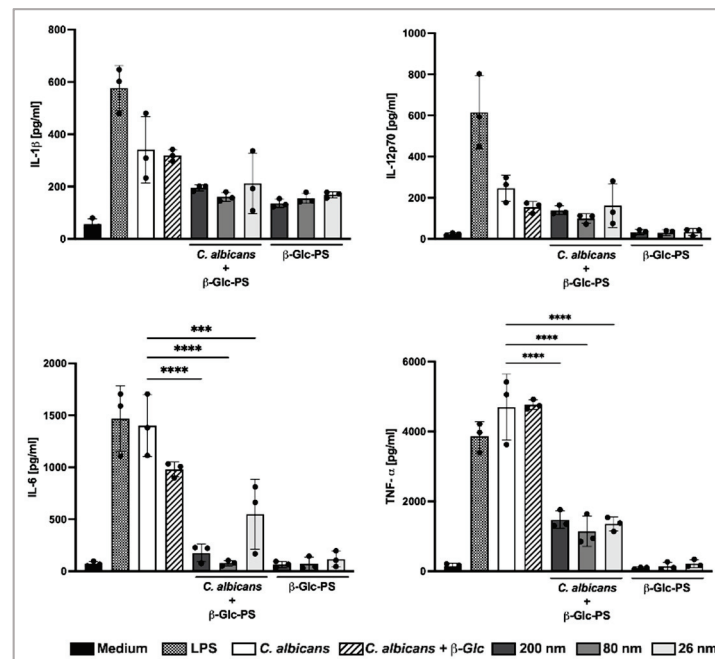 IL-1β [pg/ml]
800
600
400
200
0
C. albicans
+
β-Glc-PS
β-Glc-PS
IL-12p70 [pg/ml]
1000
800
600
400
200
0
C. albicans
+
β-Glc-PS
β-Glc-PS
IL-6 [pg/ml]
2000
1500
1000
500
0
***
****
****
C. albicans
+
β-Glc-PS
β-Glc-PS
TNF- α [pg/ml]
6000
4000
2000
0
****
****
****
C. albicans
+
β-Glc-PS
β-Glc-PS
Medium LPS C. albicans C. albicans + β-Glc 200 nm 80 nm 26 nm